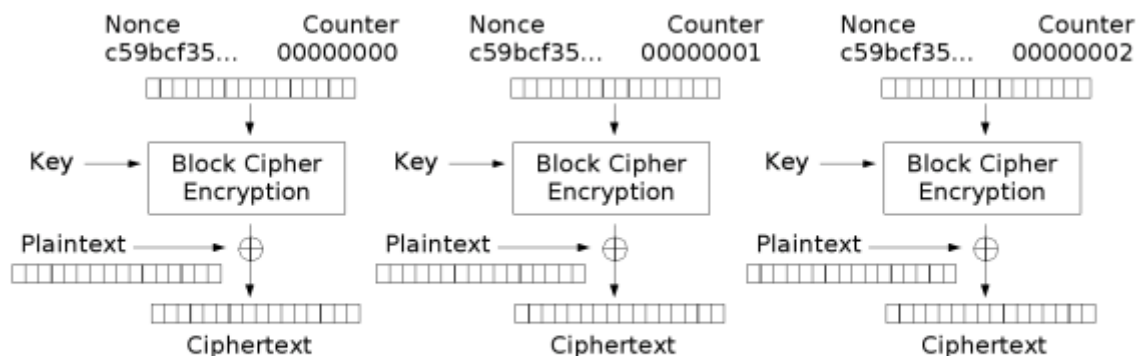 Nonce Counter Nonce Counter Nonce Counter
c59bcf35... 00000000 c59bcf35... 00000001 c59bcf35... 00000002
Key Block Cipher Encryption Key Block Cipher Encryption Key Block Cipher Encryption
Plaintext Plaintext Plaintext
Ciphertext Ciphertext Ciphertext